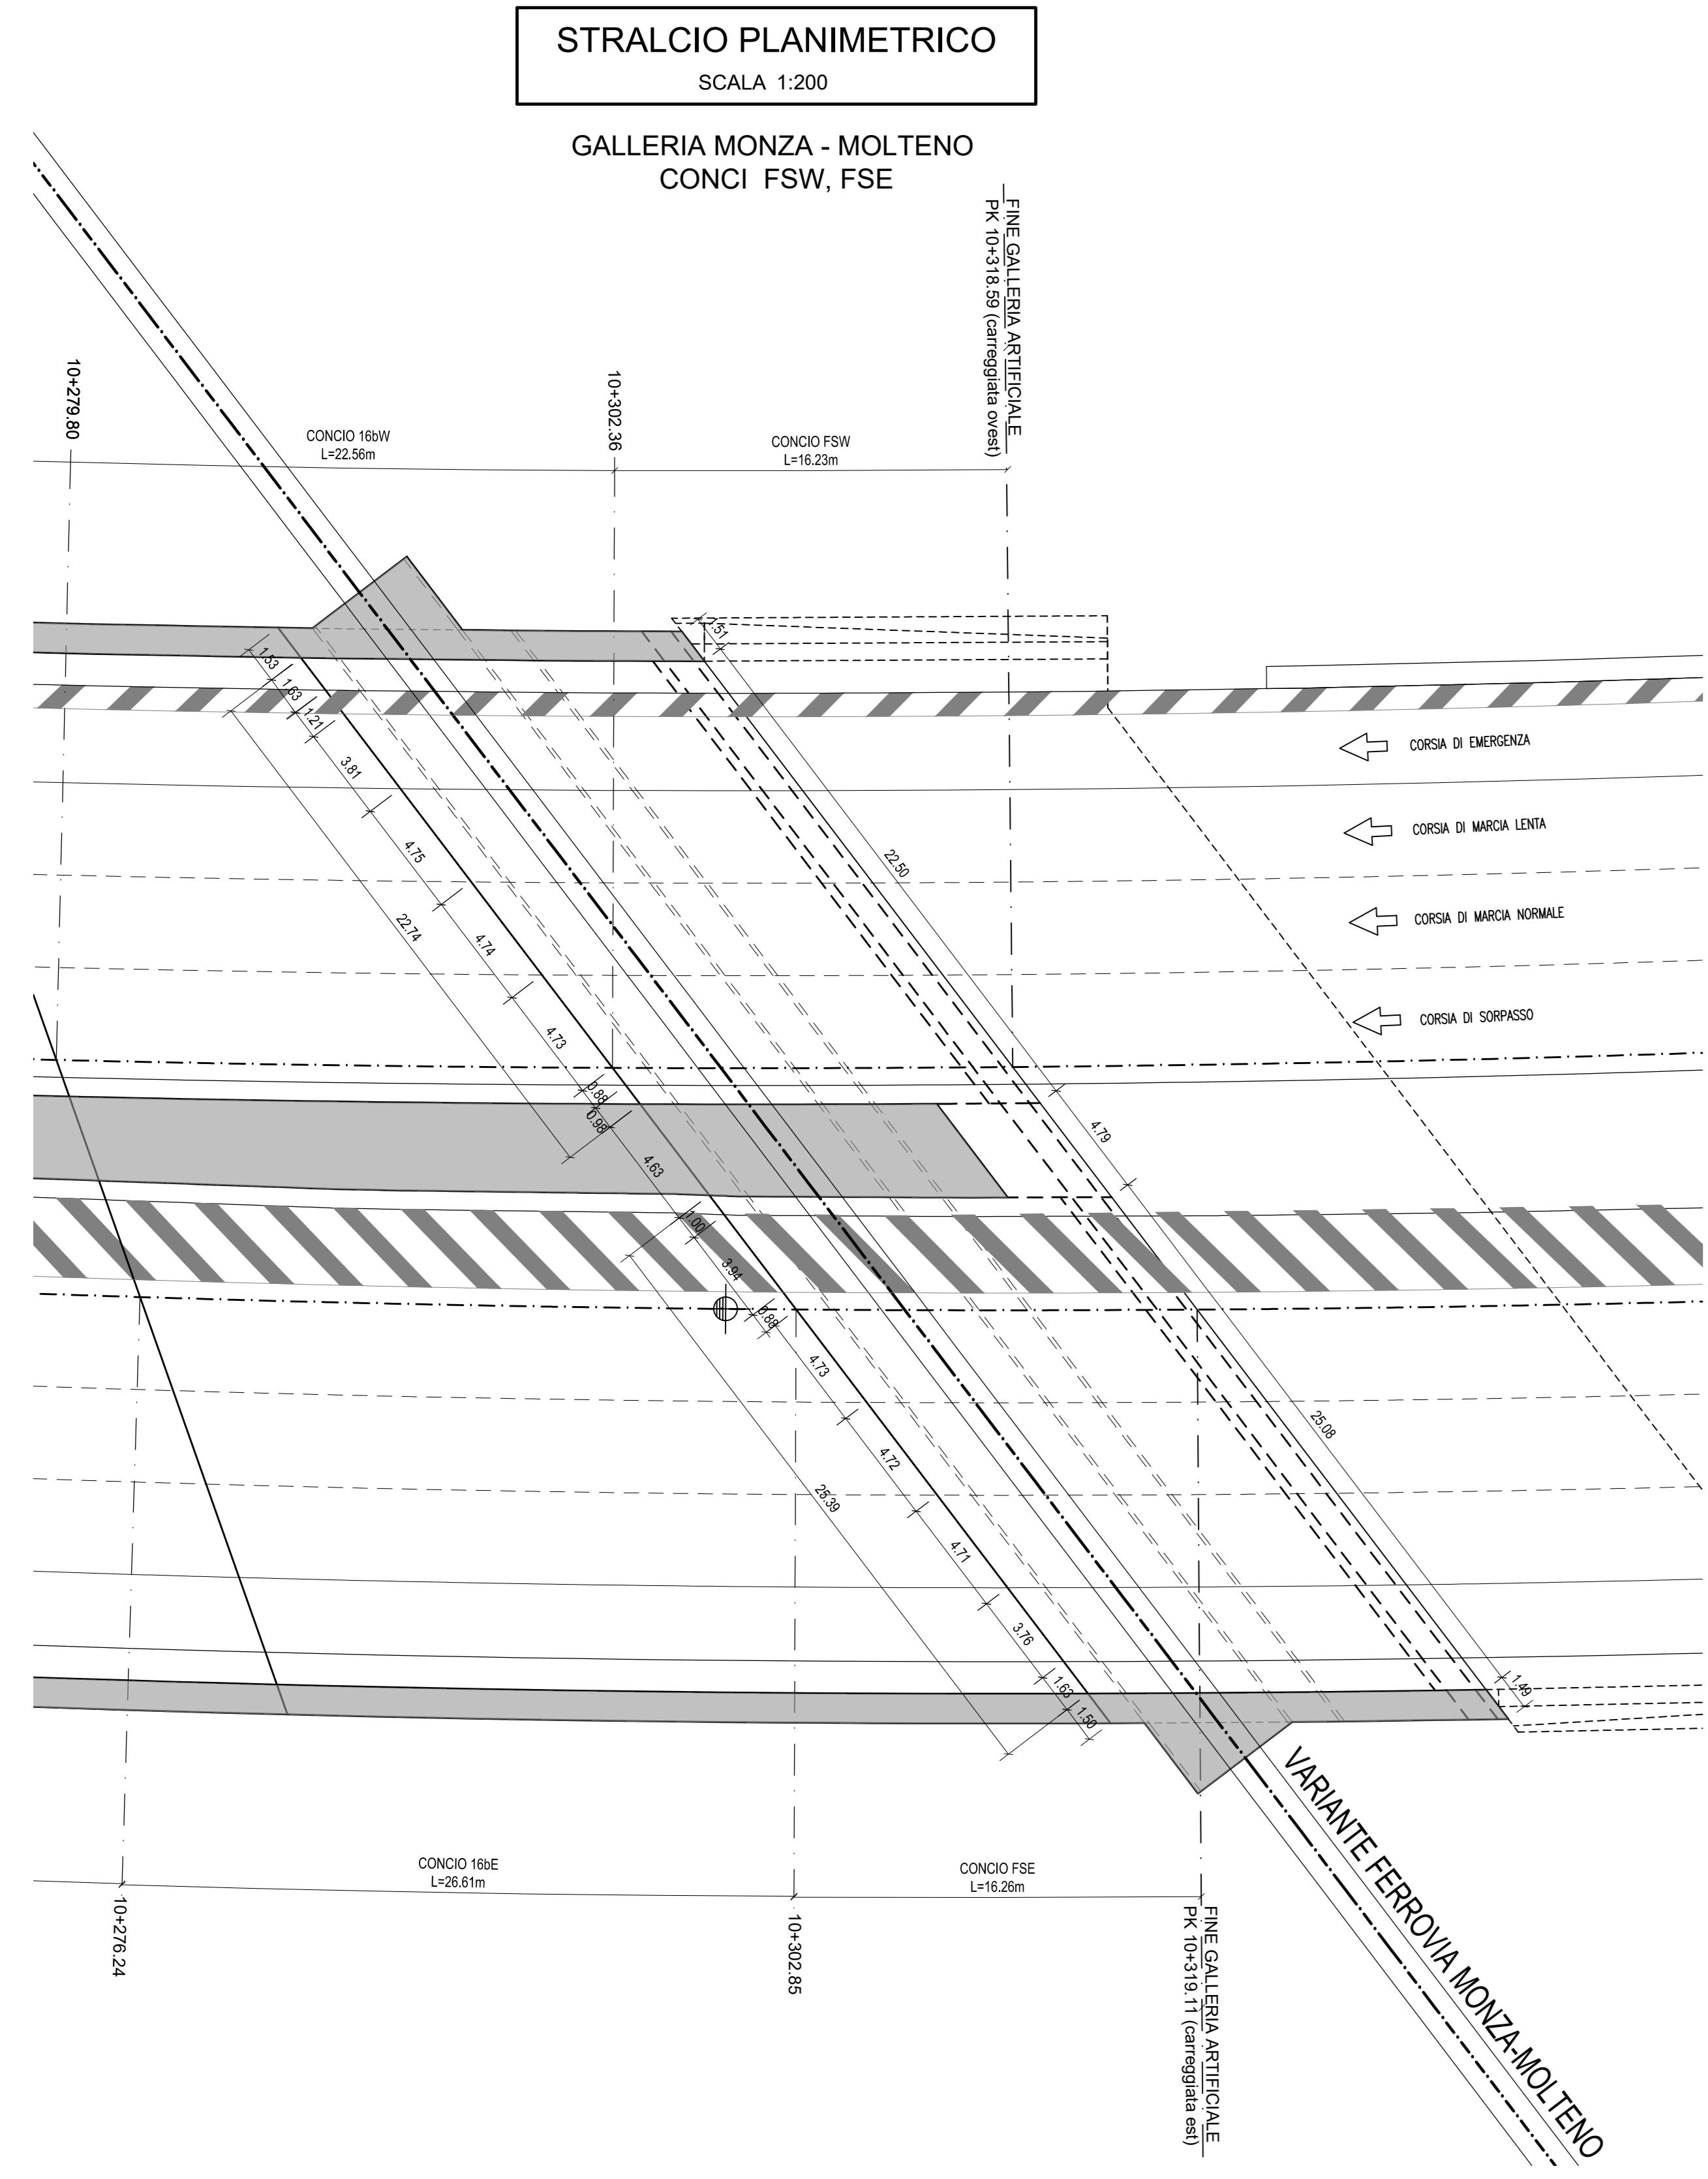 STRALCIO PLANIMETRICO
SCALA 1:200
GALLERIA MONZA - MOLTENO
CONCI FSW, FSE
FINE GALLERIA ARTIFICIALE
PK 10+318.59 (carreggiata ovest)
10+279.80
10+302.36
CONCIO 16bW
L=22.56m
CONCIO FSW
L=16.23m
1.51
1.53
1.63
1.21
3.81
4.75
22.74
4.74
4.73
0.88
0.98
4.63
22.50
CORSIA DI EMERGENZA
CORSIA DI MARCIA LENTA
CORSIA DI MARCIA NORMALE
CORSIA DI SORPASSO
4.79
1.00
3.94
0.88
4.73
4.72
25.39
4.71
3.76
1.63
1.50
25.08
1.49
VARIANTE FERROVIA MONZA-MOLTENO
CONCIO 16bE
L=26.61m
CONCIO FSE
L=16.26m
10+276.24
10+302.85
FINE GALLERIA ARTIFICIALE
PK 10+319.11 (carreggiata est)